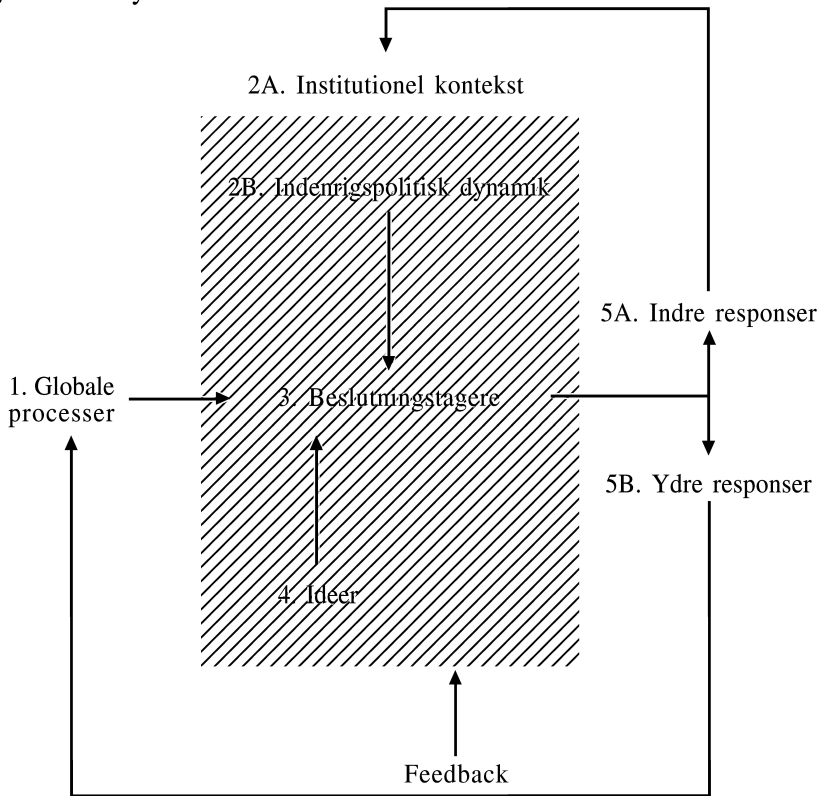 2A. Institutionel kontekst
2B. Indenrigspolitisk dynamik
5A. Indre responser
1. Globale
processer
3. Beslutningstagere
5B. Ydre responser
4. Ideer
Feedback